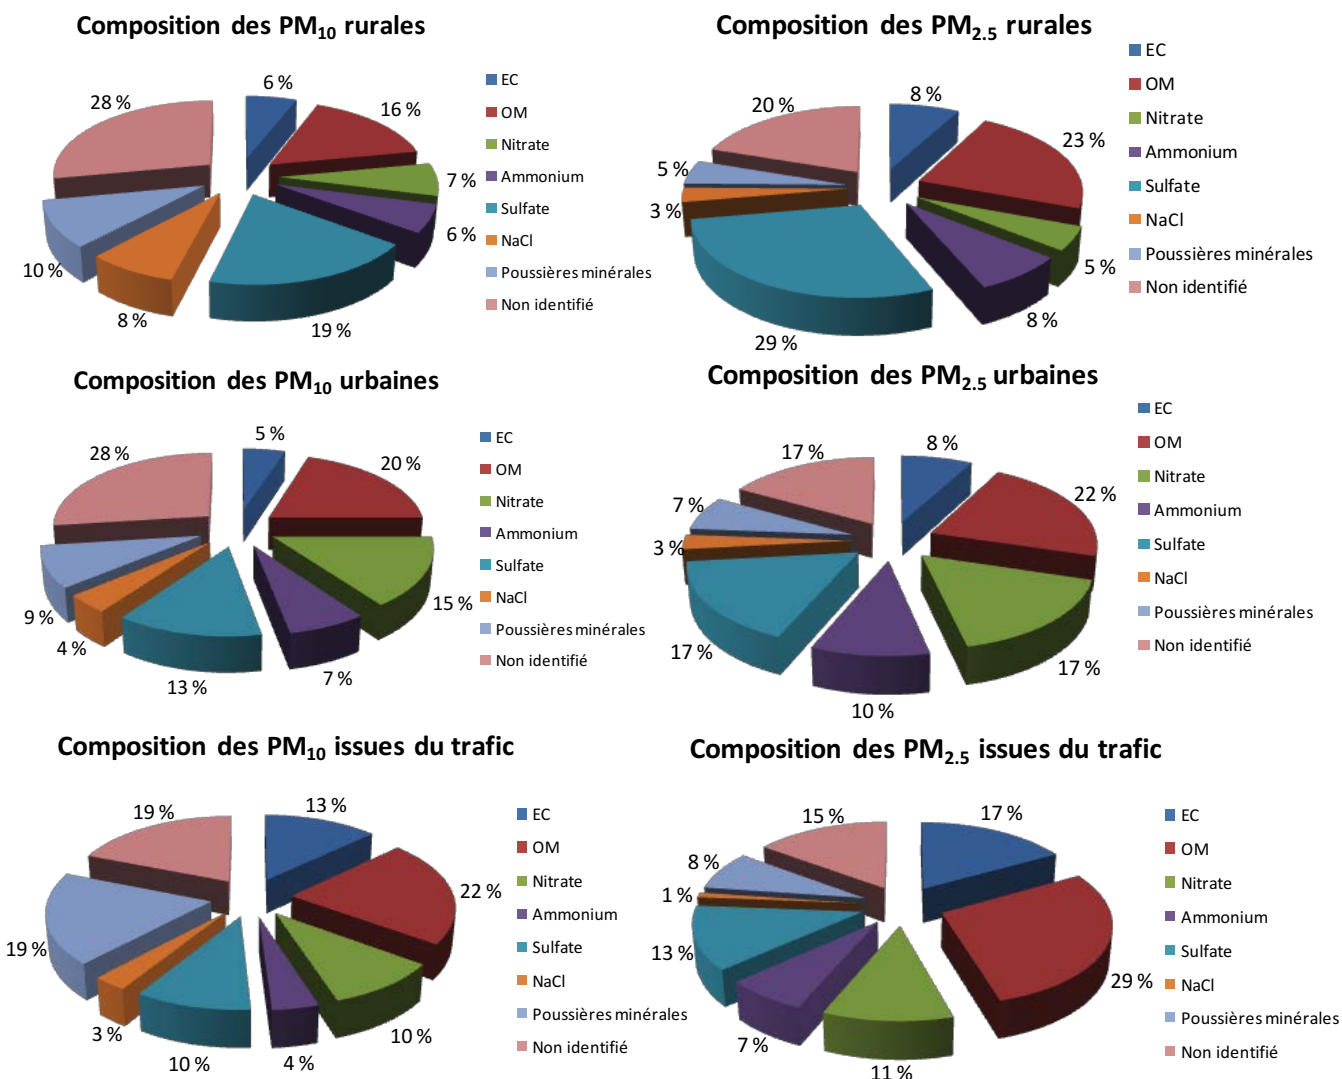 Composition des PM10 rurales
6 %
16 %
7 %
6 %
19 %
8 %
10 %
28 %
EC
OM
Nitrate
Ammonium
Sulfate
NaCl
Poussières minérales
Non identifié
Composition des PM2.5 rurales
8 %
23 %
5 %
8 %
29 %
3 %
5 %
20 %
EC
OM
Nitrate
Ammonium
Sulfate
NaCl
Poussières minérales
Non identifié
Composition des PM10 urbaines
5 %
20 %
15 %
7 %
13 %
4 %
9 %
28 %
EC
OM
Nitrate
Ammonium
Sulfate
NaCl
Poussières minérales
Non identifié
Composition des PM2.5 urbaines
8 %
22 %
17 %
10 %
17 %
3 %
7 %
17 %
EC
OM
Nitrate
Ammonium
Sulfate
NaCl
Poussières minérales
Non identifié
Composition des PM10 issues du trafic
13 %
22 %
10 %
4 %
10 %
3 %
19 %
19 %
EC
OM
Nitrate
Ammonium
Sulfate
NaCl
Poussières minérales
Non identifié
Composition des PM2.5 issues du trafic
17 %
29 %
11 %
7 %
13 %
1 %
8 %
15 %
EC
OM
Nitrate
Ammonium
Sulfate
NaCl
Poussières minérales
Non identifié